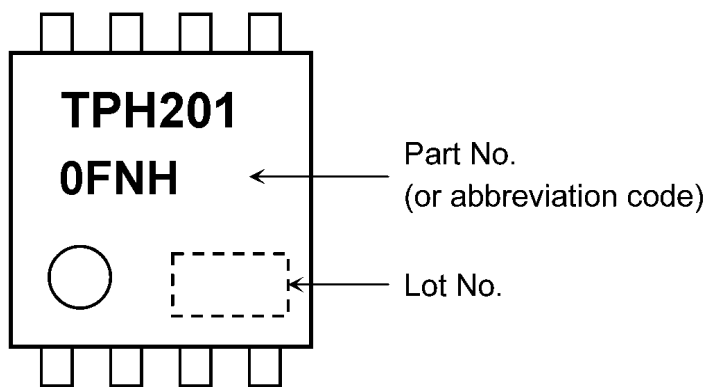 TPH201
0FNH
Part No.
(or abbreviation code)
Lot No.